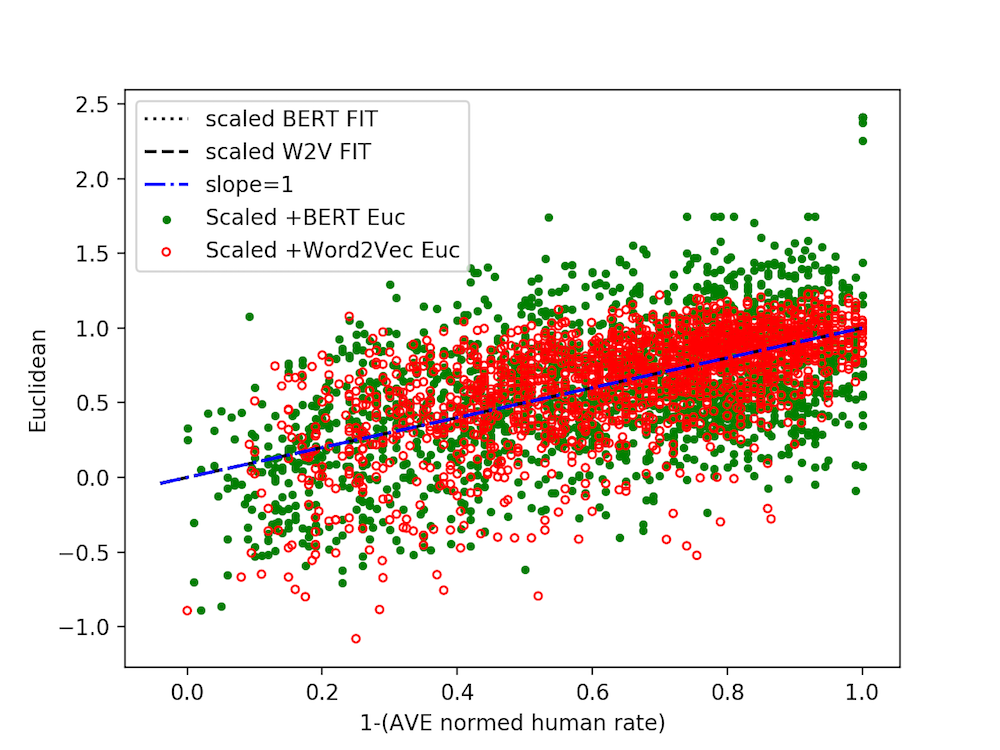 2.5
2.0
1.5
1.0
0.5
0.0
−0.5
−1.0
Euclidean
scaled BERT FIT
scaled W2V FIT
slope=1
Scaled +BERT Euc
Scaled +Word2Vec Euc
0.0 0.2 0.4 0.6 0.8 1.0
1-(AVE normed human rate)